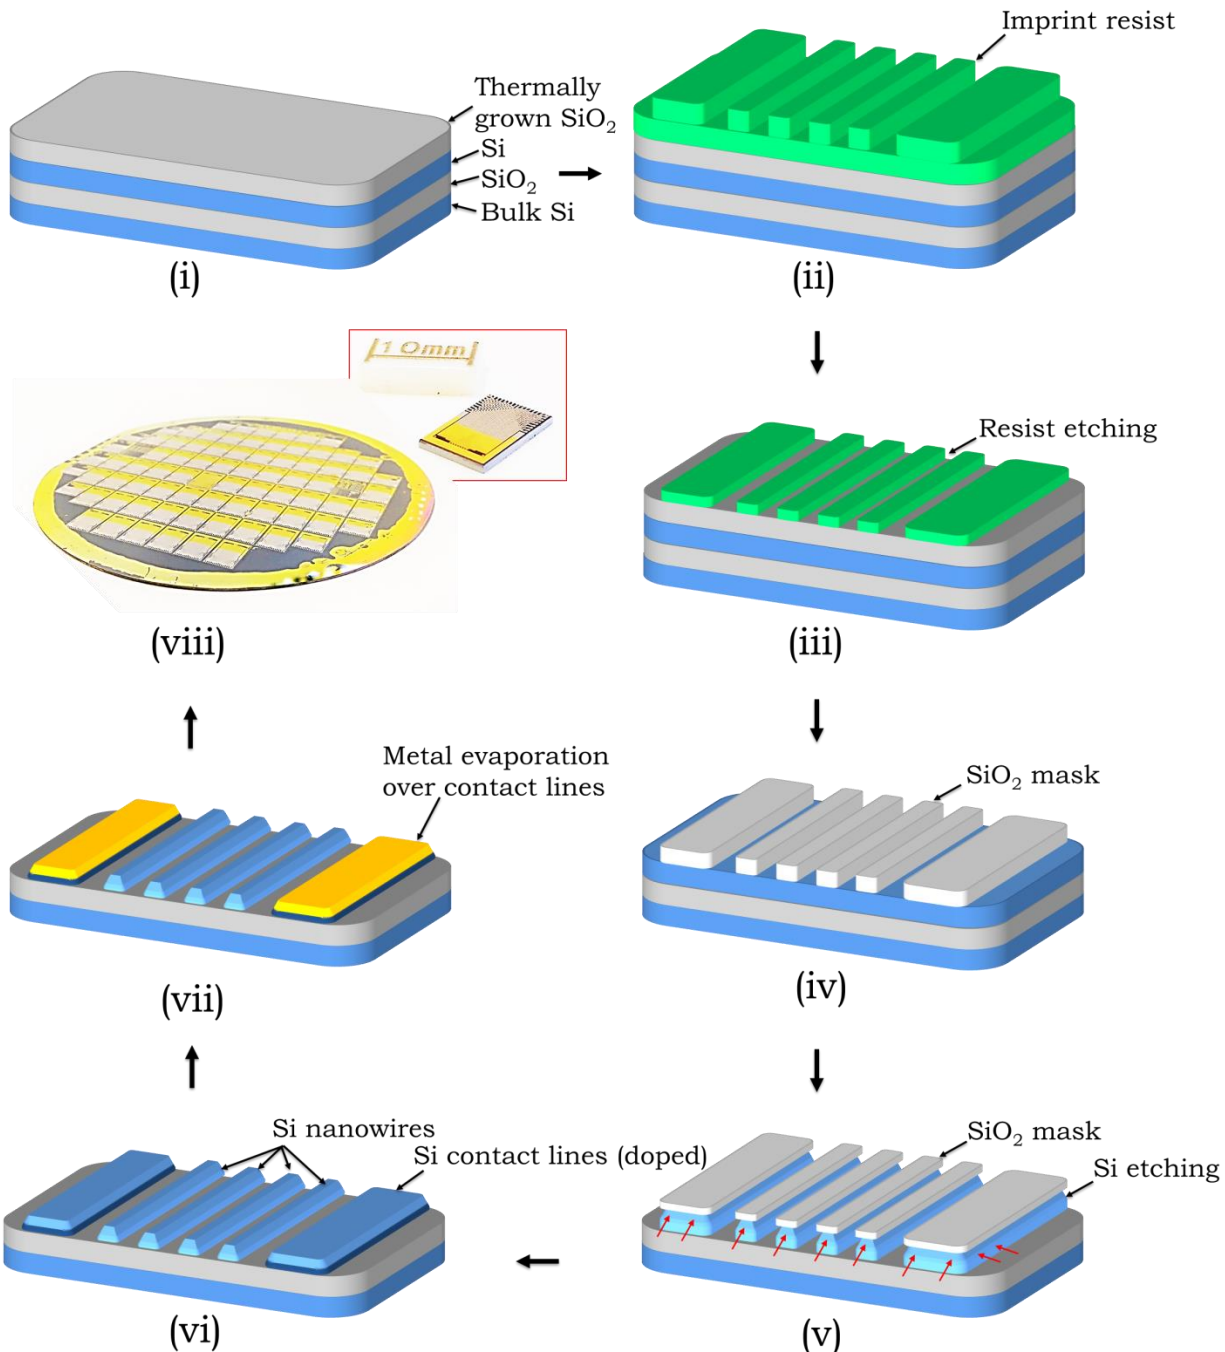 Thermally
grown SiO₂
Si
SiO₂
Bulk Si
(i)
Imprint resist
(ii)
Resist etching
(iii)
SiO₂ mask
(iv)
SiO₂ mask
Si etching
(v)
Si nanowires
Si contact lines (doped)
(vi)
Metal evaporation
over contact lines
(vii)
10mm
(viii)